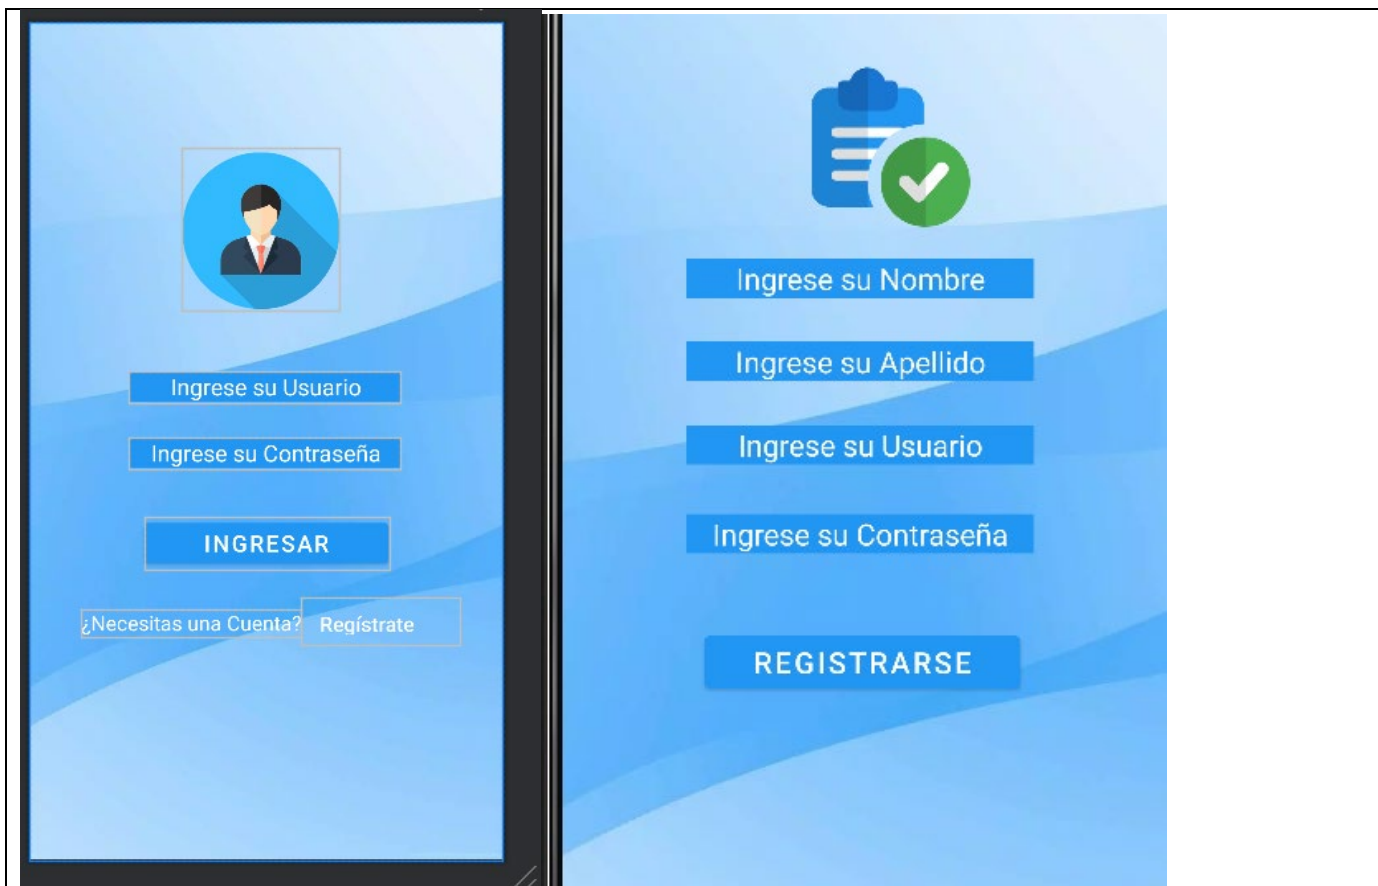 Ingrese su Usuario
Ingrese su Contraseña
INGRESAR
¿Necesitas una Cuenta? Regístrate
Ingrese su Nombre
Ingrese su Apellido
Ingrese su Usuario
Ingrese su Contraseña
REGISTRARSE